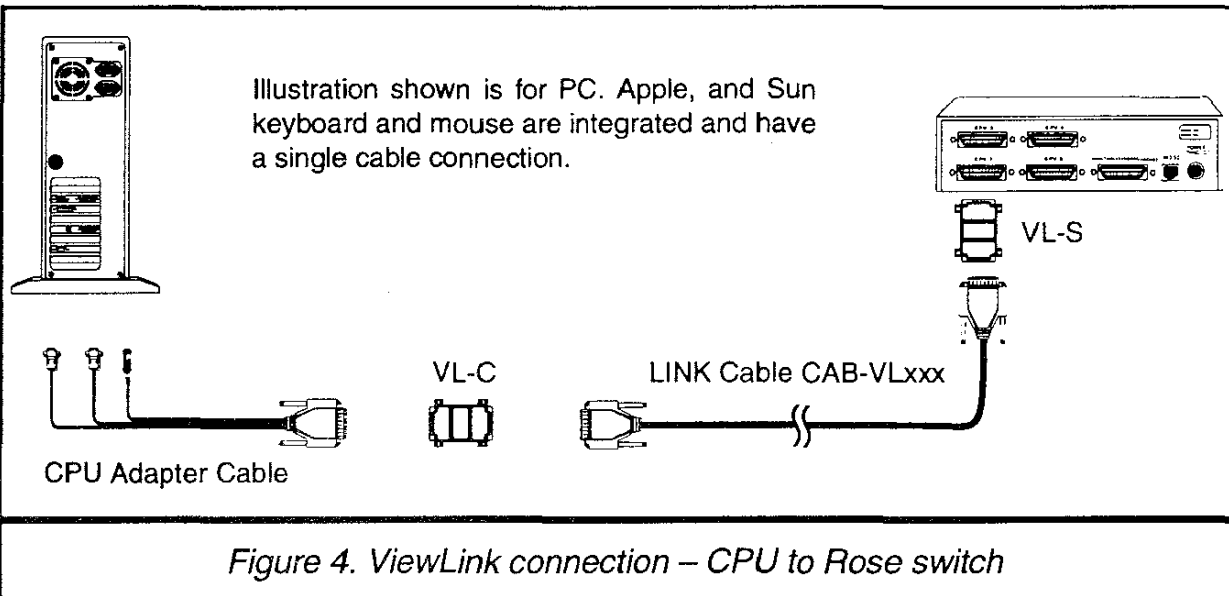 Illustration shown is for PC. Apple, and Sun
keyboard and mouse are integrated and have
a single cable connection.
VL-S
VL-C
LINK Cable CAB-VLxxx
CPU Adapter Cable
Figure 4. ViewLink connection – CPU to Rose switch